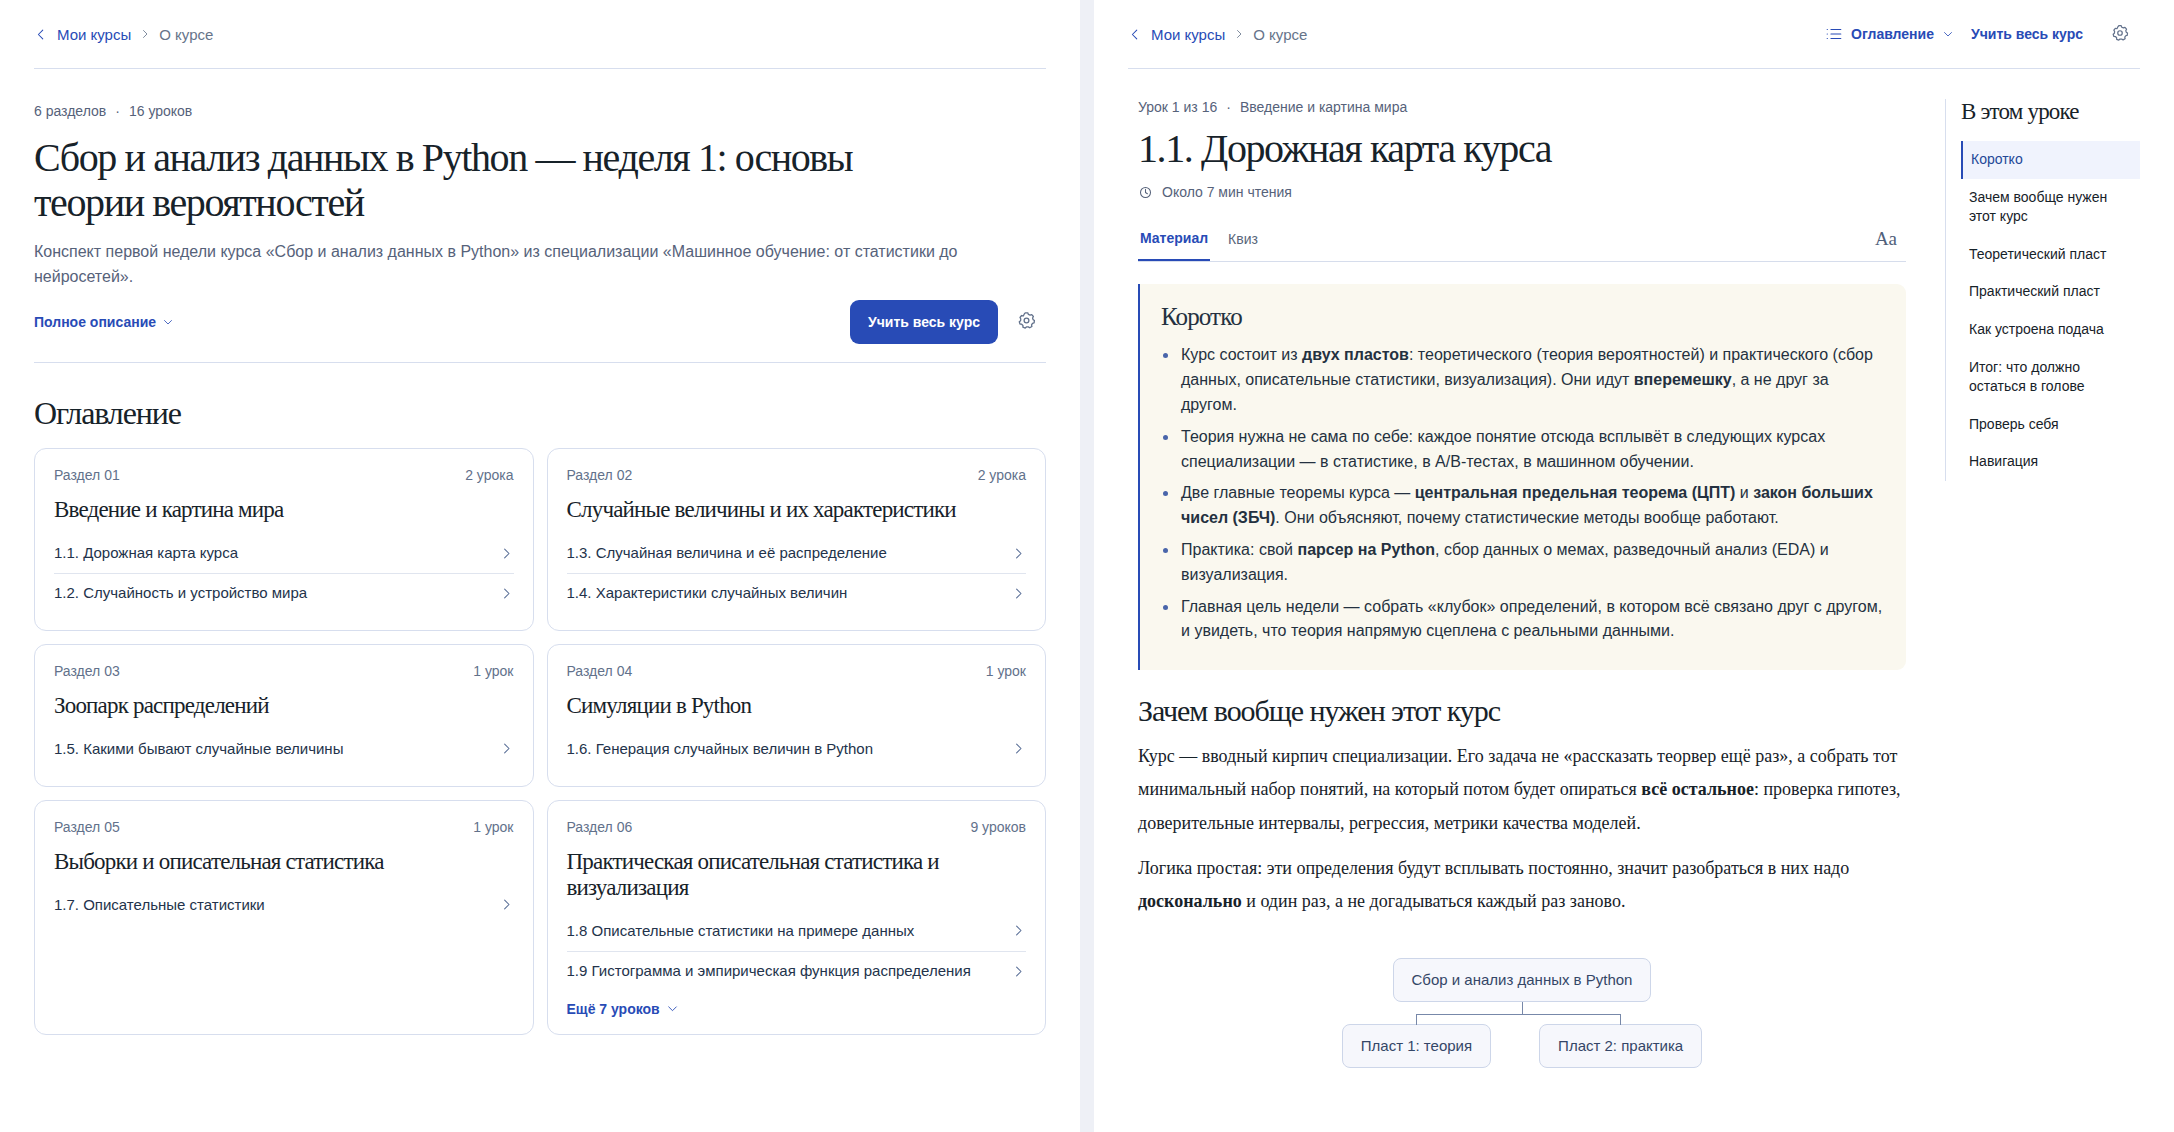 Мои курсы > О курсе
6 разделов · 16 уроков
Сбор и анализ данных в Python — неделя 1: основы
теории вероятностей
Конспект первой недели курса «Сбор и анализ данных в Python» из специализации «Машинное обучение: от статистики до
нейросетей».
Полное описание
Учить весь курс
Оглавление
Раздел 01
2 урока
Введение и картина мира
1.1. Дорожная карта курса
1.2. Случайность и устройство мира
Раздел 02
2 урока
Случайные величины и их характеристики
1.3. Случайная величина и её распределение
1.4. Характеристики случайных величин
Раздел 03
1 урок
Зоопарк распределений
1.5. Какими бывают случайные величины
Раздел 04
1 урок
Симуляции в Python
1.6. Генерация случайных величин в Python
Раздел 05
1 урок
Выборки и описательная статистика
1.7. Описательные статистики
Раздел 06
9 уроков
Практическая описательная статистика и
визуализация
1.8 Описательные статистики на примере данных
1.9 Гистограмма и эмпирическая функция распределения
Ещё 7 уроков
Мои курсы > О курсе
Оглавление
Учить весь курс
Урок 1 из 16 · Введение и картина мира
1.1. Дорожная карта курса
Около 7 мин чтения
Материал
Квиз
Aa
Коротко
Курс состоит из двух пластов: теоретического (теория вероятностей) и практического (сбор
данных, описательные статистики, визуализация). Они идут вперемешку, а не друг за
другом.
Теория нужна не сама по себе: каждое понятие отсюда всплывёт в следующих курсах
специализации — в статистике, в A/B-тестах, в машинном обучении.
Две главные теоремы курса — центральная предельная теорема (ЦПТ) и закон больших
чисел (ЗБЧ). Они объясняют, почему статистические методы вообще работают.
Практика: свой парсер на Python, сбор данных о мемах, разведочный анализ (EDA) и
визуализация.
Главная цель недели — собрать «клубок» определений, в котором всё связано друг с другом,
и увидеть, что теория напрямую сцеплена с реальными данными.
Зачем вообще нужен этот курс
Курс — вводный кирпич специализации. Его задача не «рассказать теорвер ещё раз», а собрать тот
минимальный набор понятий, на который потом будет опираться всё остальное: проверка гипотез,
доверительные интервалы, регрессия, метрики качества моделей.
Логика простая: эти определения будут всплывать постоянно, значит разобраться в них надо
досконально и один раз, а не догадываться каждый раз заново.
Сбор и анализ данных в Python
Пласт 1: теория
Пласт 2: практика
В этом уроке
Коротко
Зачем вообще нужен
этот курс
Теоретический пласт
Практический пласт
Как устроена подача
Итог: что должно
остаться в голове
Проверь себя
Навигация